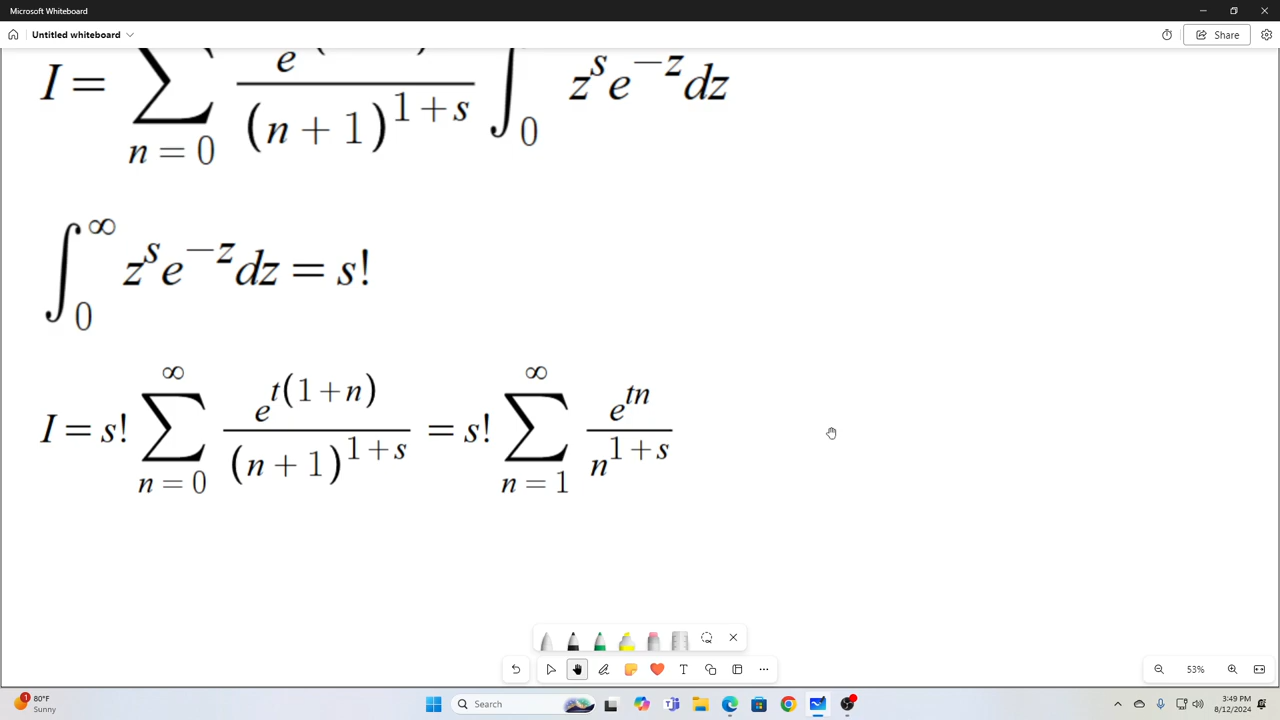 Microsoft Whiteboard
Untitled whiteboard
Share
I = ∑ n = 0 e / (n + 1)^{1+s} ∫_0 z^s e^{−z} dz
∫_0^∞ z^s e^{−z} dz = s!
I = s! ∑_{n = 0}^∞ e^{t(1+n)} / (n + 1)^{1+s} = s! ∑_{n = 1}^∞ e^{tn} / n^{1+s}
53%
1
80°F
Sunny
Search
3:49 PM
8/12/2024